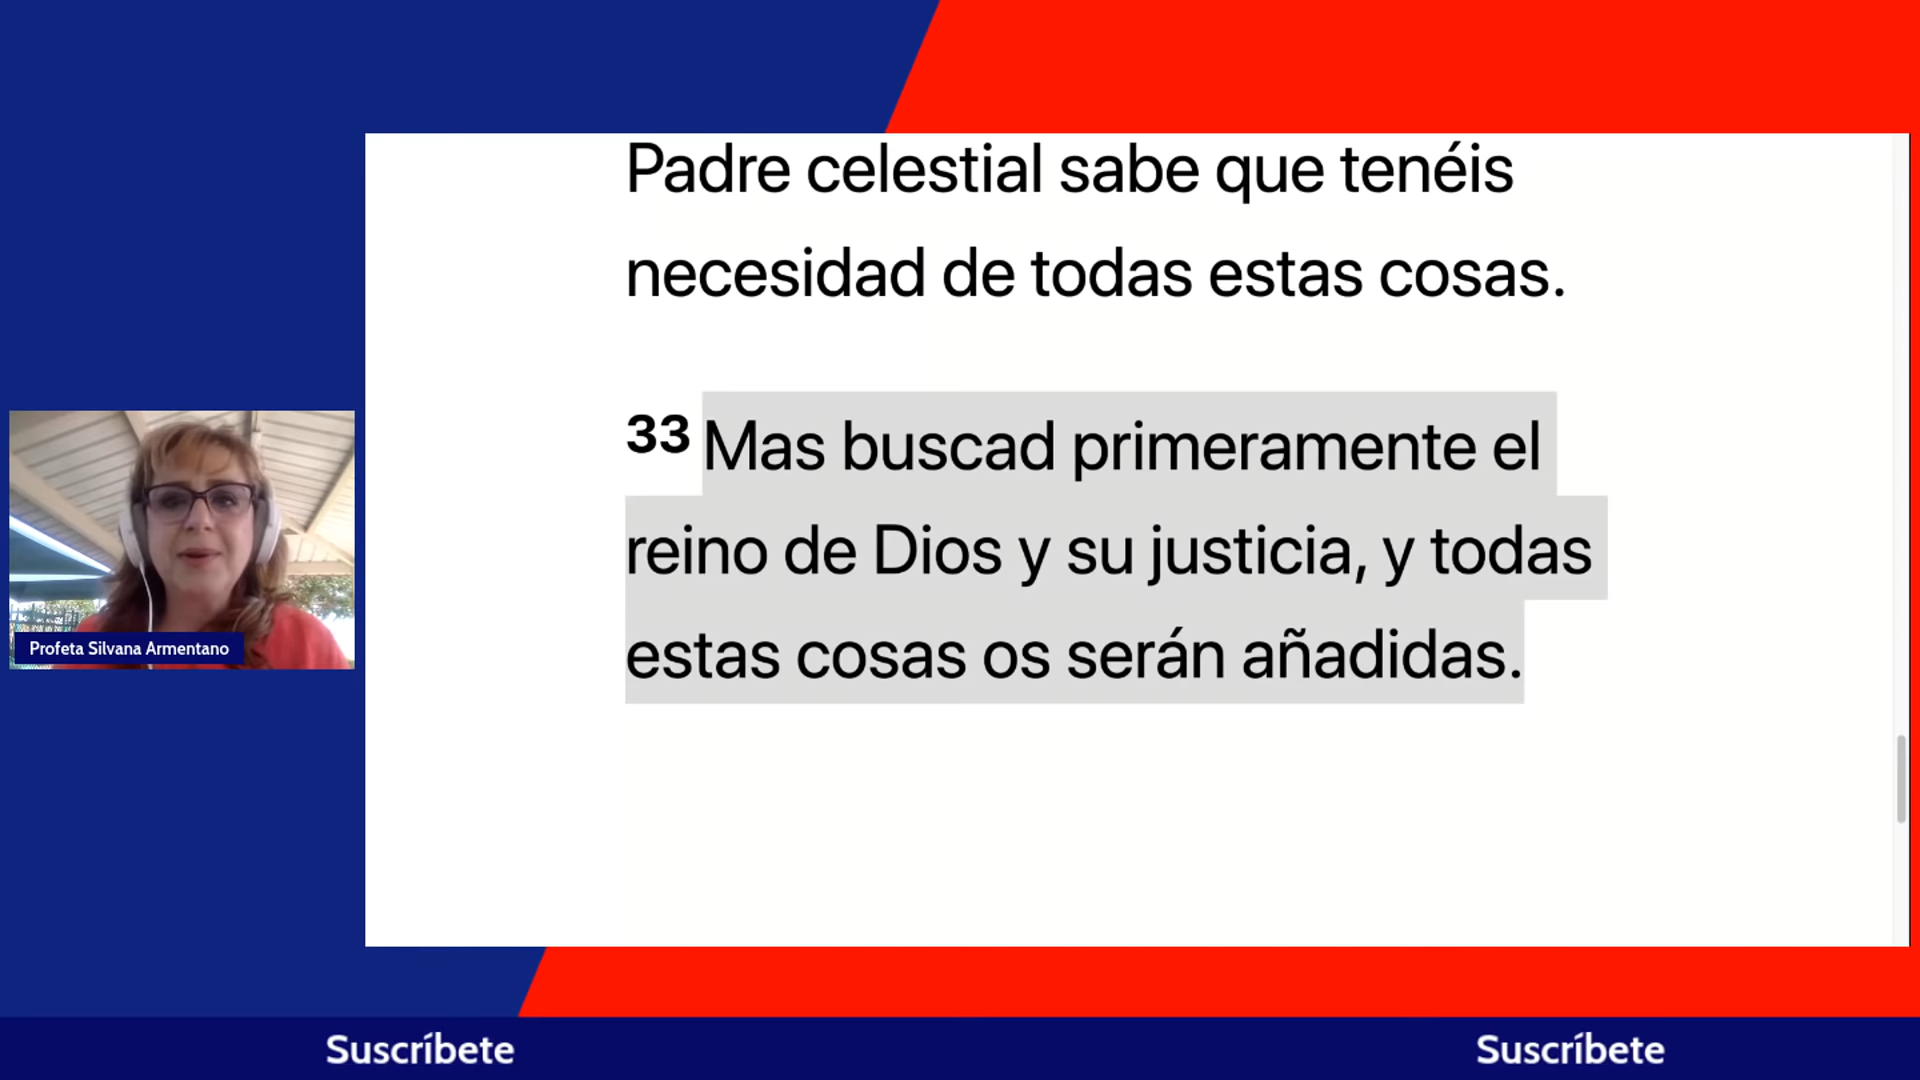 Padre celestial sabe que tenéis
necesidad de todas estas cosas.
33 Mas buscad primeramente el
reino de Dios y su justicia, y todas
estas cosas os serán añadidas.
Profeta Silvana Armentano
Suscríbete
Suscríbete